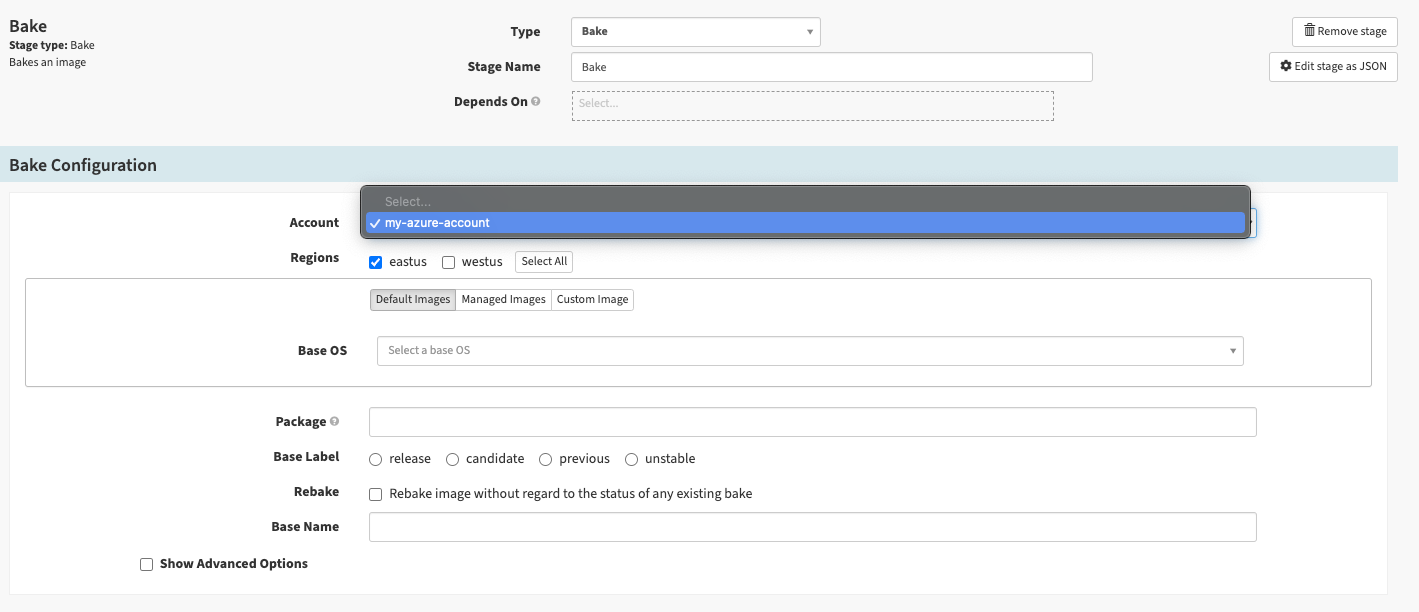 Bake
Stage type: Bake
Bakes an image
Type
Bake
Remove stage
Stage Name
Bake
Edit stage as JSON
Depends On
Select...
Bake Configuration
Select...
Account
my-azure-account
Regions
eastus
westus
Select All
Default Images
Managed Images
Custom Image
Base OS
Select a base OS
Package
Base Label
release
candidate
previous
unstable
Rebake
Rebake image without regard to the status of any existing bake
Base Name
Show Advanced Options